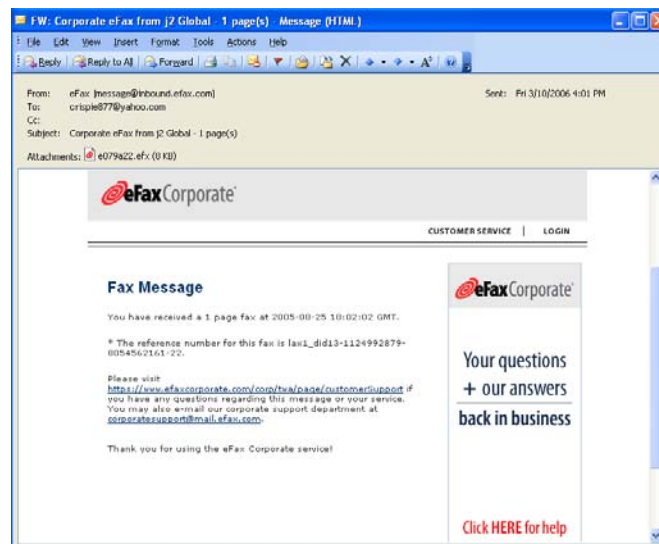 FW: Corporate eFax from j2 Global - 1 page(s) - Message (HTML)
File Edit View Insert Format Tools Actions Help
Reply Reply to All Forward
From: eFax [message@inbound.efax.com] Sent: Fri 3/10/2006 4:01 PM
To: crispie877@yahoo.com
Cc:
Subject: Corporate eFax from j2 Global - 1 page(s)
Attachments: e079a22.efx (8 KB)
eFax Corporate
CUSTOMER SERVICE | LOGIN
Fax Message
You have received a 1 page fax at 2005-08-25 18:02:02 GMT.
* The reference number for this fax is lax1_did13-1124992879-
8054562161-22.
Please visit
https://www.efaxcorporate.com/corp/twa/page/customerSupport if
you have any questions regarding this message or your service.
You may also e-mail our corporate support department at
corporatesupport@mail.efax.com.
Thank you for using the eFax Corporate service!
eFax Corporate
Your questions
+ our answers
back in business
Click HERE for help